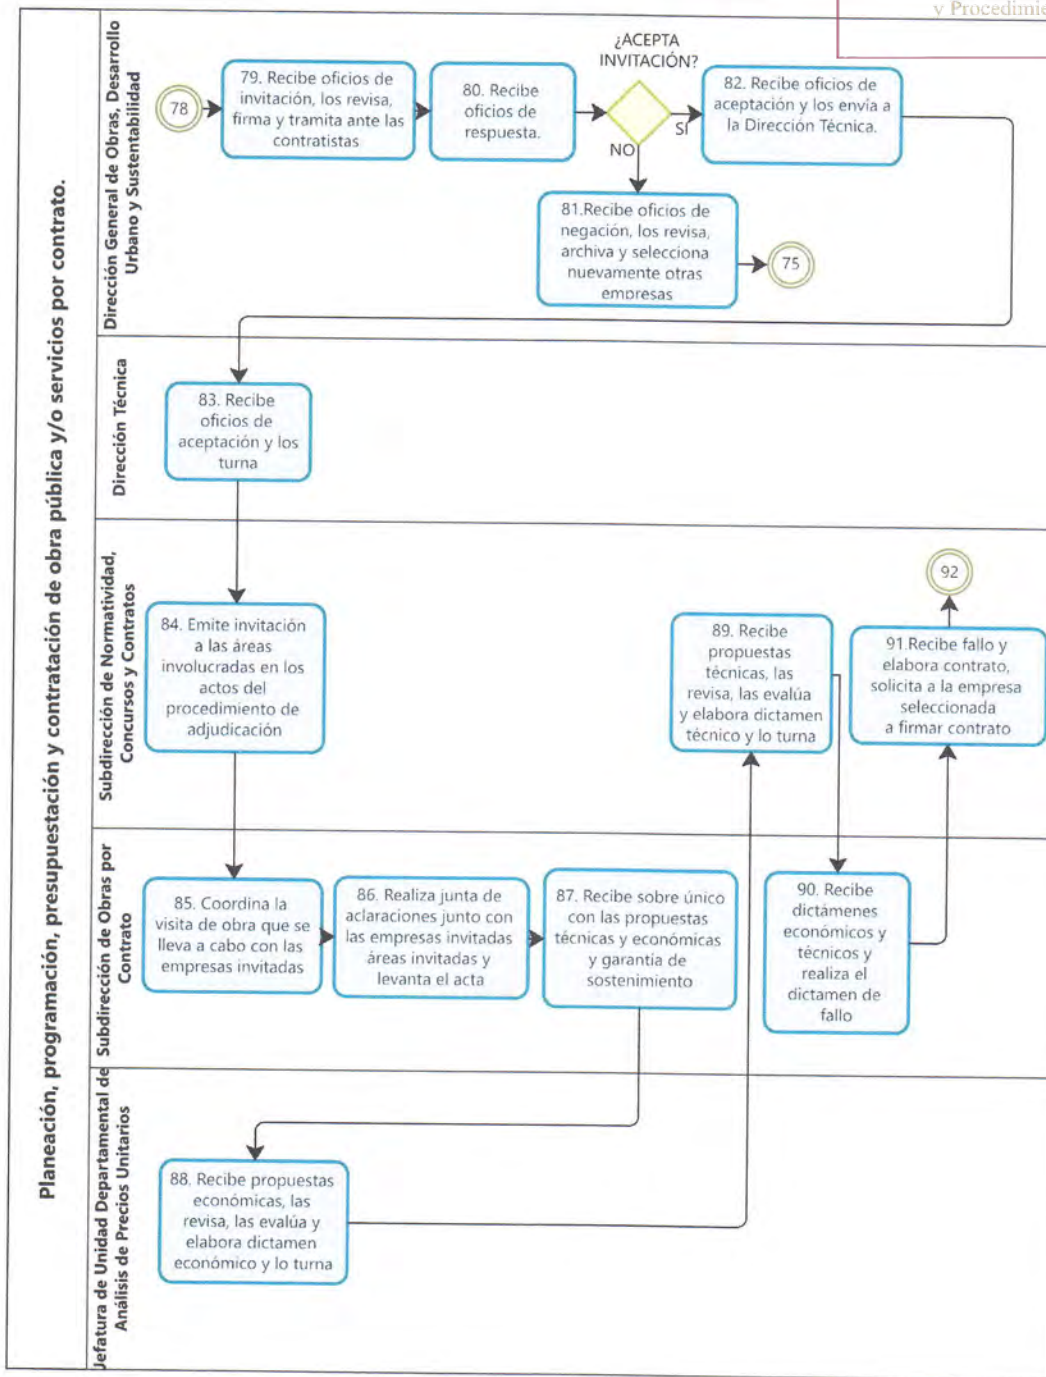 y Procedimie
Planeación, programación, presupuestación y contratación de obra pública y/o servicios por contrato.
Dirección General de Obras, Desarrollo
Urbano y Sustentabilidad
78
79. Recibe oficios de
invitación, los revisa,
firma y tramita ante las
contratistas
80. Recibe
oficios de
respuesta.
¿ACEPTA
INVITACIÓN?
SÍ
NO
82. Recibe oficios de
aceptación y los envía a
la Dirección Técnica.
81.Recibe oficios de
negación, los revisa,
archiva y selecciona
nuevamente otras
empresas
75
Dirección Técnica
83. Recibe
oficios de
aceptación y los
turna
Subdirección de Normatividad,
Concursos y Contratos
84. Emite invitación
a las áreas
involucradas en los
actos del
procedimiento de
adjudicación
89. Recibe
propuestas
técnicas, las
revisa, las evalúa
y elabora dictamen
técnico y lo turna
92
91.Recibe fallo y
elabora contrato,
solicita a la empresa
seleccionada
a firmar contrato
Subdirección de Obras por
Contrato
85. Coordina la
visita de obra que se
lleva a cabo con las
empresas invitadas
86. Realiza junta de
aclaraciones junto con
las empresas invitadas
áreas invitadas y
levanta el acta
87. Recibe sobre único
con las propuestas
técnicas y económicas
y garantía de
sostenimiento
90. Recibe
dictámenes
económicos y
técnicos y
realiza el
dictamen de
fallo
Jefatura de Unidad Departamental de
Análisis de Precios Unitarios
88. Recibe propuestas
económicas, las
revisa, las evalúa y
elabora dictamen
económico y lo turna